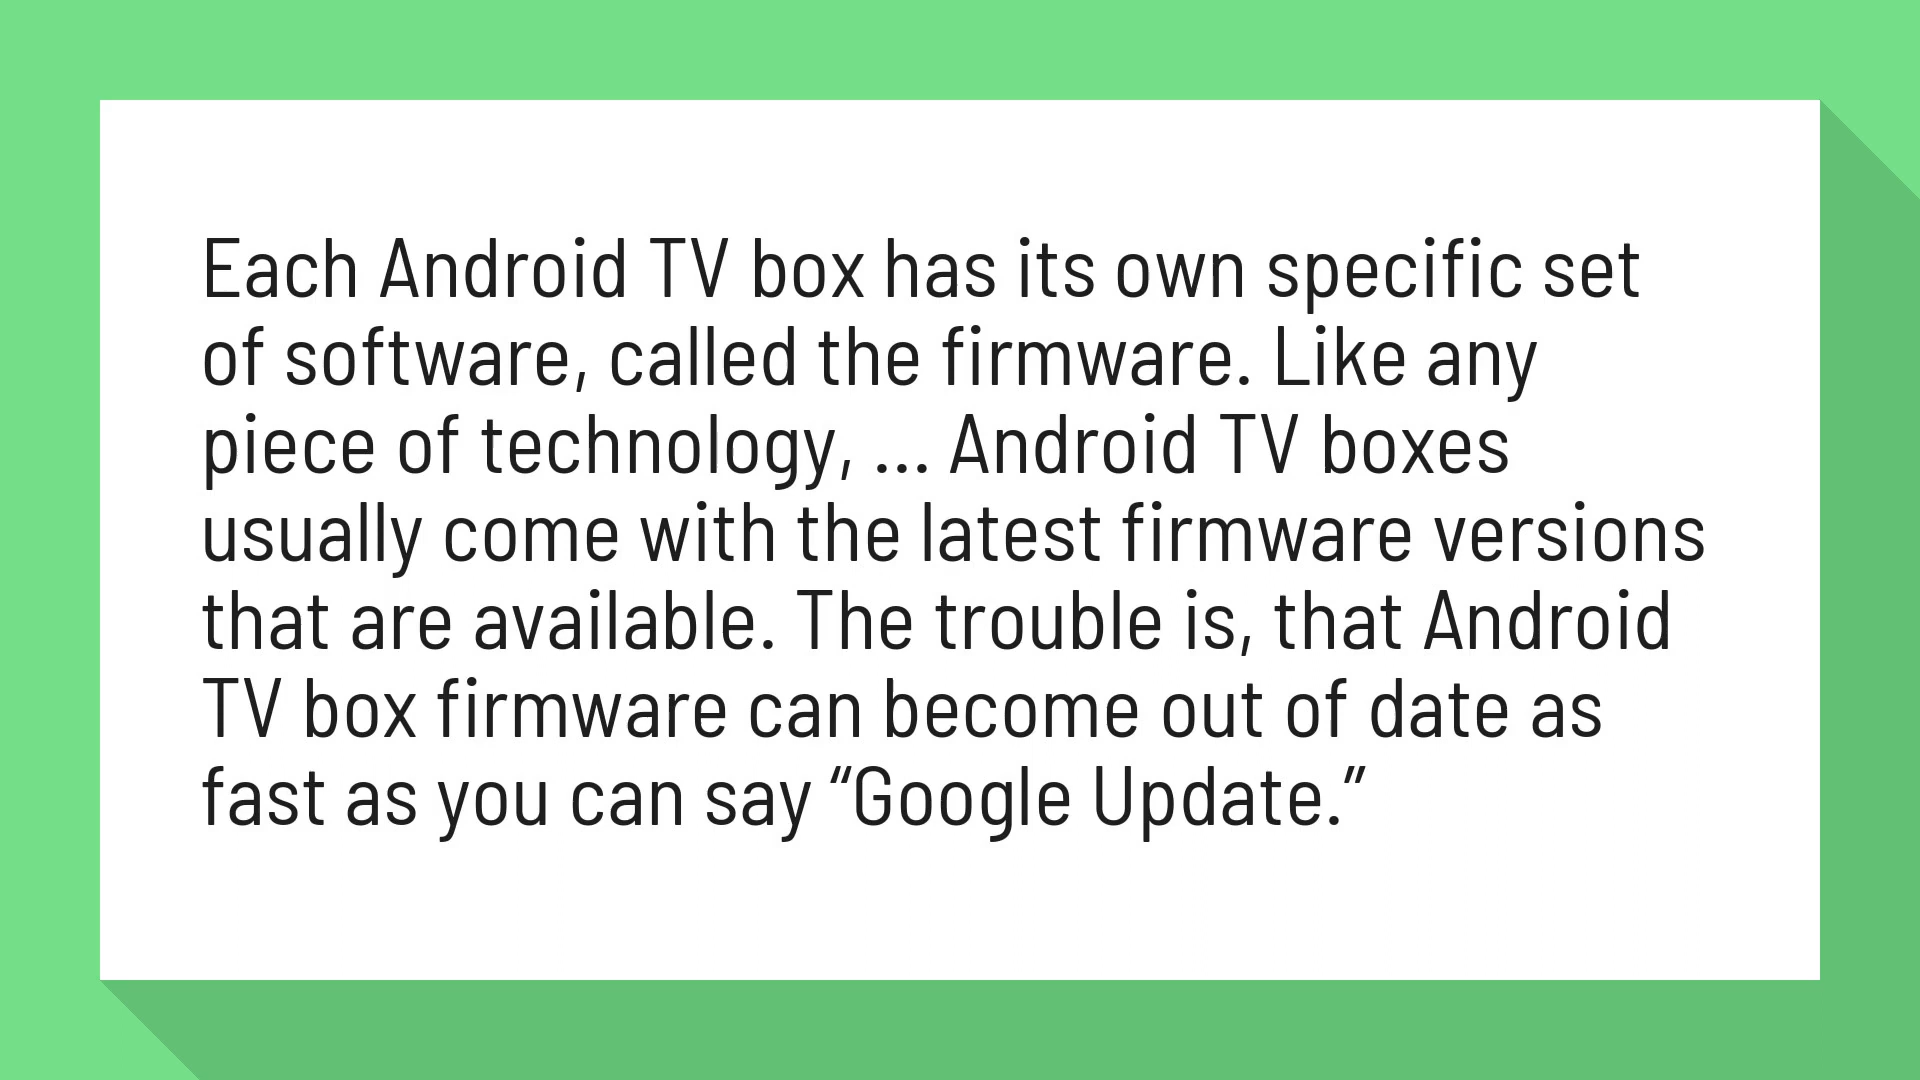 Each Android TV box has its own specific set
of software, called the firmware. Like any
piece of technology, ... Android TV boxes
usually come with the latest firmware versions
that are available. The trouble is, that Android
TV box firmware can become out of date as
fast as you can say “Google Update.”